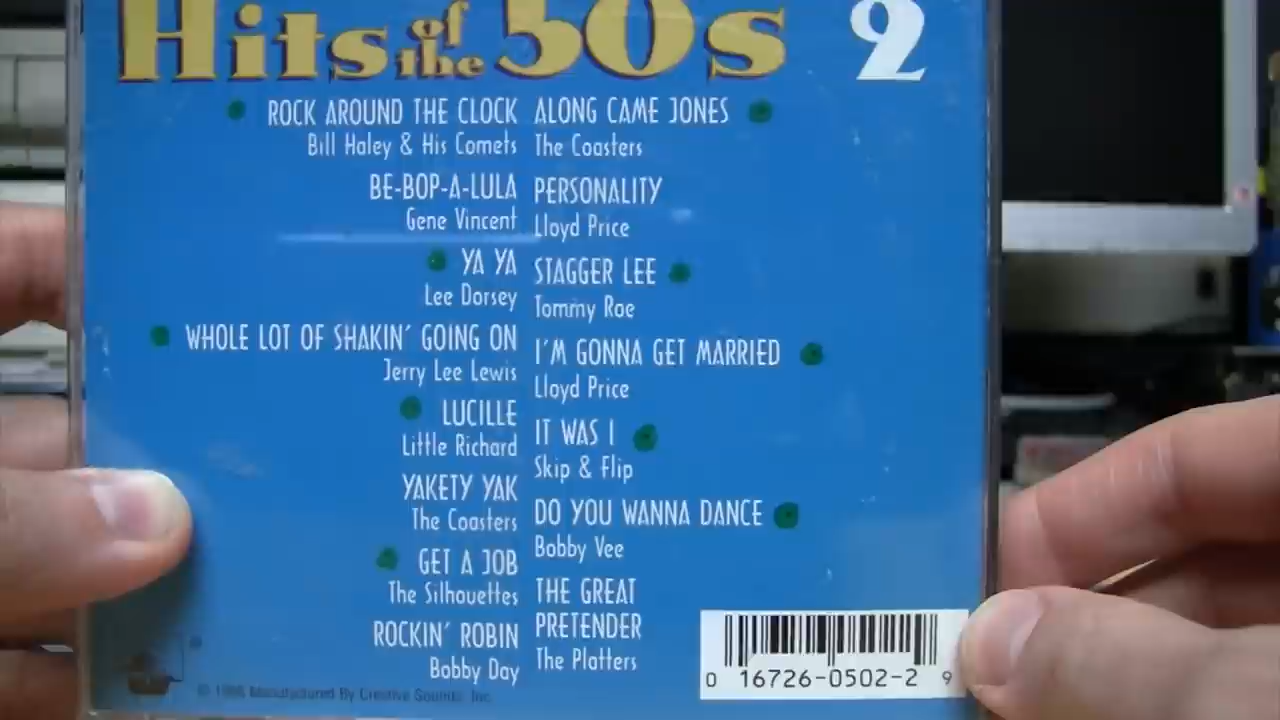 Hits of the 50s 2
ROCK AROUND THE CLOCK
Bill Haley & His Comets
BE-BOP-A-LULA
Gene Vincent
YA YA
Lee Dorsey
WHOLE LOT OF SHAKIN' GOING ON
Jerry Lee Lewis
LUCILLE
Little Richard
YAKETY YAK
The Coasters
GET A JOB
The Silhouettes
ROCKIN' ROBIN
Bobby Day
ALONG CAME JONES
The Coasters
PERSONALITY
Lloyd Price
STAGGER LEE
Tommy Roe
I'M GONNA GET MARRIED
Lloyd Price
IT WAS I
Skip & Flip
DO YOU WANNA DANCE
Bobby Vee
THE GREAT
PRETENDER
The Platters
© Manufactured By Creative Sounds, Inc.
0 16726-0502-2 9